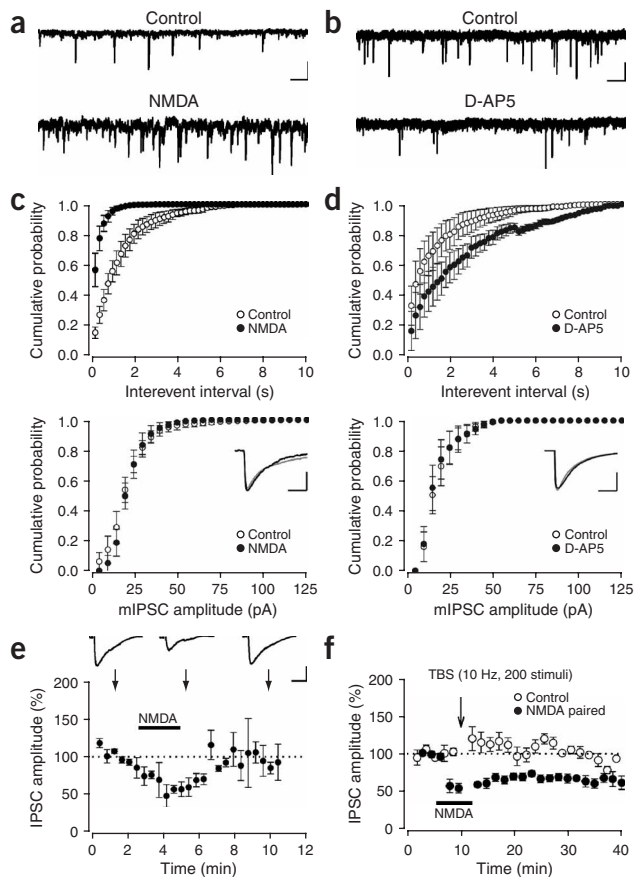 a
Control
NMDA
b
Control
D-AP5
c
Cumulative probability
1.0
0.8
0.6
0.4
0.2
0.0
Control
NMDA
0 2 4 6 8 10
Interevent interval (s)
d
Cumulative probability
1.0
0.8
0.6
0.4
0.2
0.0
Control
D-AP5
0 2 4 6 8 10
Interevent interval (s)
Cumulative probability
1.0
0.8
0.6
0.4
0.2
0.0
Control
NMDA
0 25 50 75 100 125
mIPSC amplitude (pA)
Cumulative probability
1.0
0.8
0.6
0.4
0.2
0.0
Control
D-AP5
0 25 50 75 100 125
mIPSC amplitude (pA)
e
IPSC amplitude (%)
200
150
100
50
0
NMDA
0 2 4 6 8 10 12
Time (min)
f
TBS (10 Hz, 200 stimuli)
Control
NMDA paired
IPSC amplitude (%)
200
150
100
50
0
NMDA
0 10 20 30 40
Time (min)